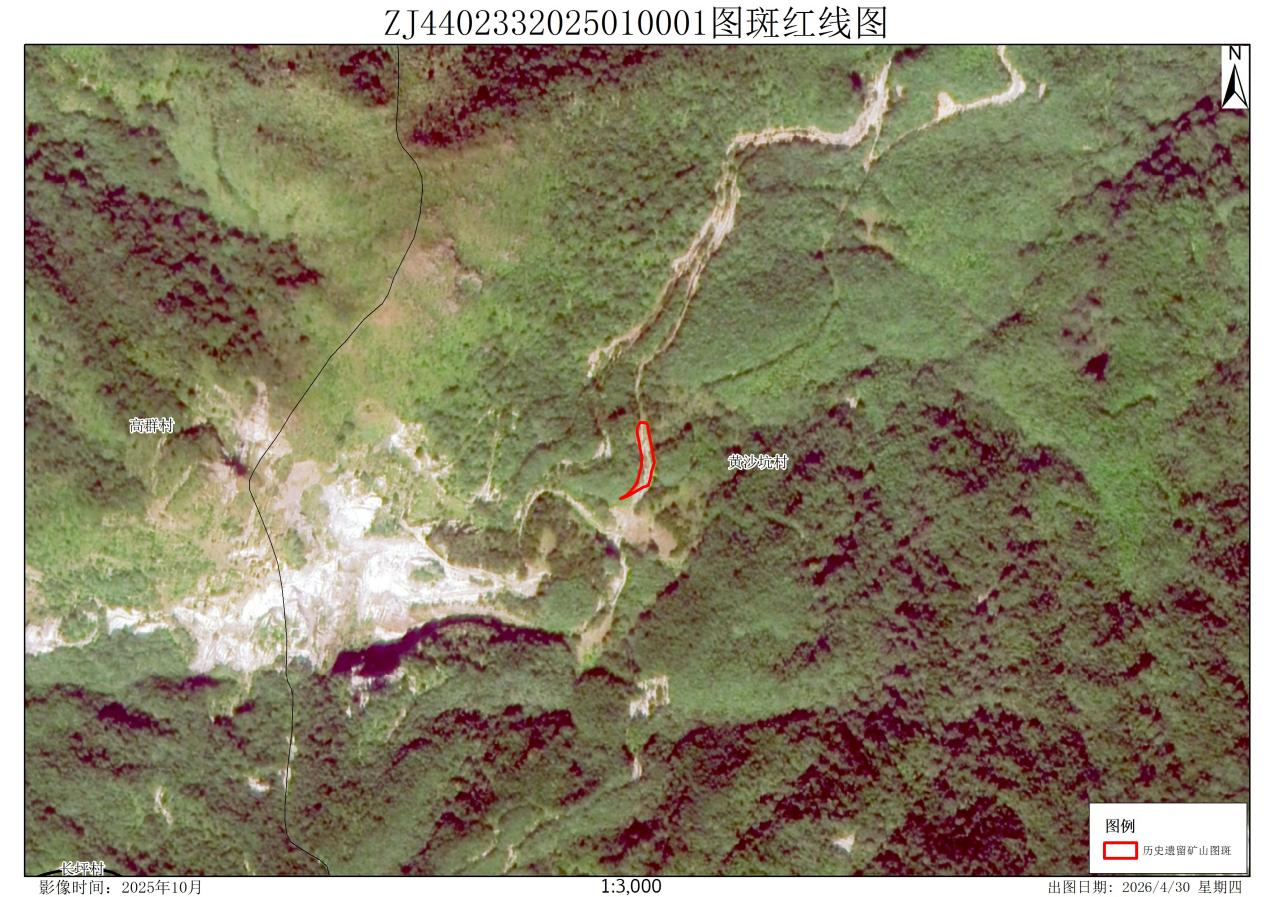 ZJ4402332025010001图斑红线图
N
高群村
黄沙坑村
图例
历史遗留矿山图斑
长坪村
影像时间：2025年10月
1:3,000
出图日期: 2026/4/30 星期四